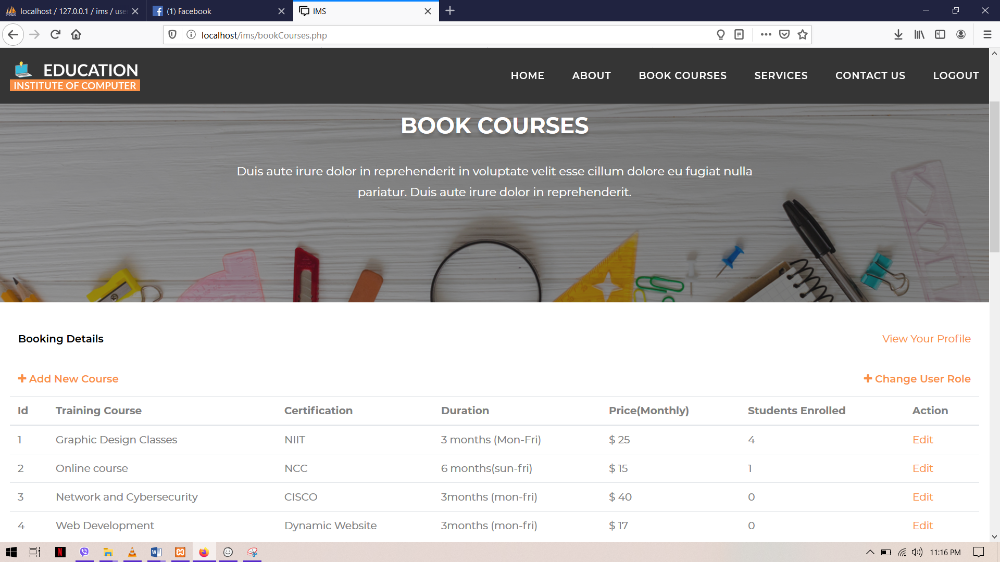 localhost / 127.0.0.1 / ims / use
(1) Facebook
IMS
localhost/ims/bookCourses.php
EDUCATION
INSTITUTE OF COMPUTER
HOME ABOUT BOOK COURSES SERVICES CONTACT US LOGOUT
BOOK COURSES
Duis aute irure dolor in reprehenderit in voluptate velit esse cillum dolore eu fugiat nulla
pariatur. Duis aute irure dolor in reprehenderit.
Booking Details View Your Profile
Add New Course Change User Role
Id Training Course Certification Duration Price(Monthly) Students Enrolled Action
1 Graphic Design Classes NIIT 3 months (Mon-Fri) $ 25 4 Edit
2 Online course NCC 6 months(sun-fri) $ 15 1 Edit
3 Network and Cybersecurity CISCO 3months (mon-fri) $ 40 0 Edit
4 Web Development Dynamic Website 3months (mon-fri) $ 17 0 Edit
11:16 PM